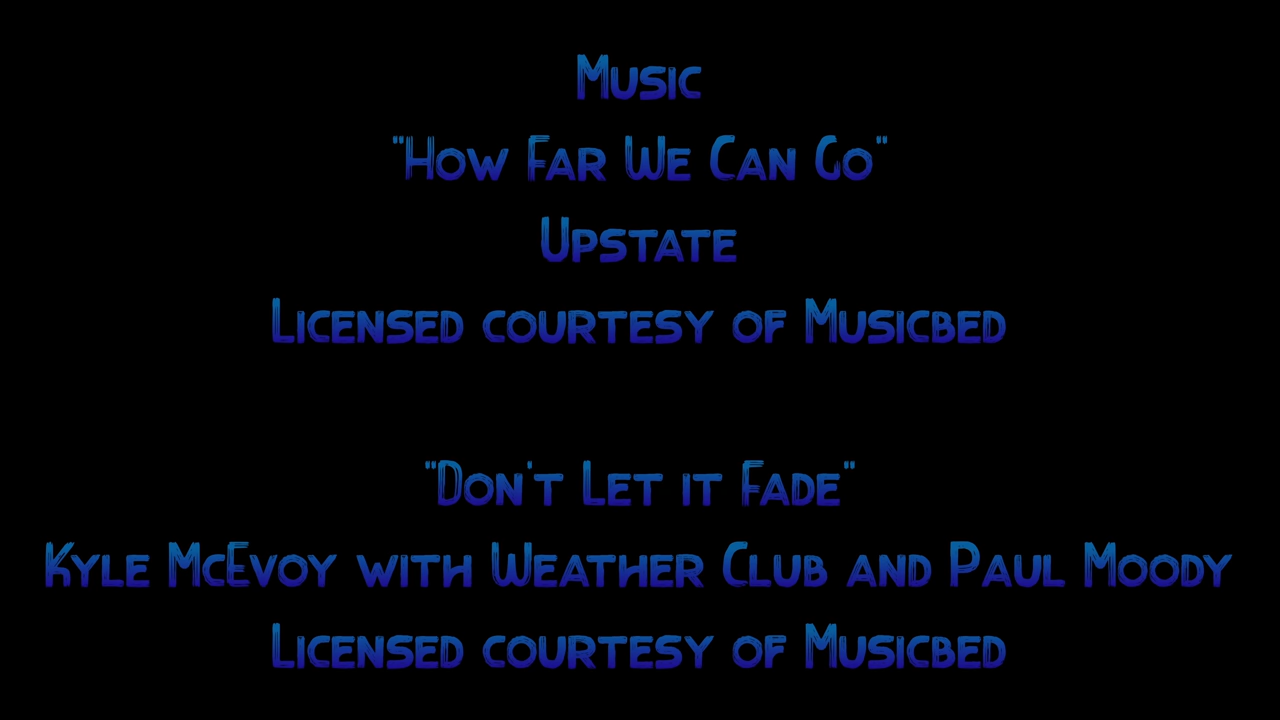 Music
"How Far We Can Go"
Upstate
Licensed courtesy of Musicbed
"Don't Let it Fade"
Kyle McEvoy with Weather Club and Paul Moody
Licensed courtesy of Musicbed